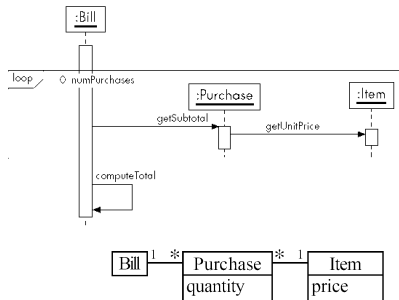 :Bill
loop
0 numPurchases
:Purchase
:Item
getSubtotal
getUnitPrice
computeTotal
Bill 1 * Purchase * 1 Item
quantity price